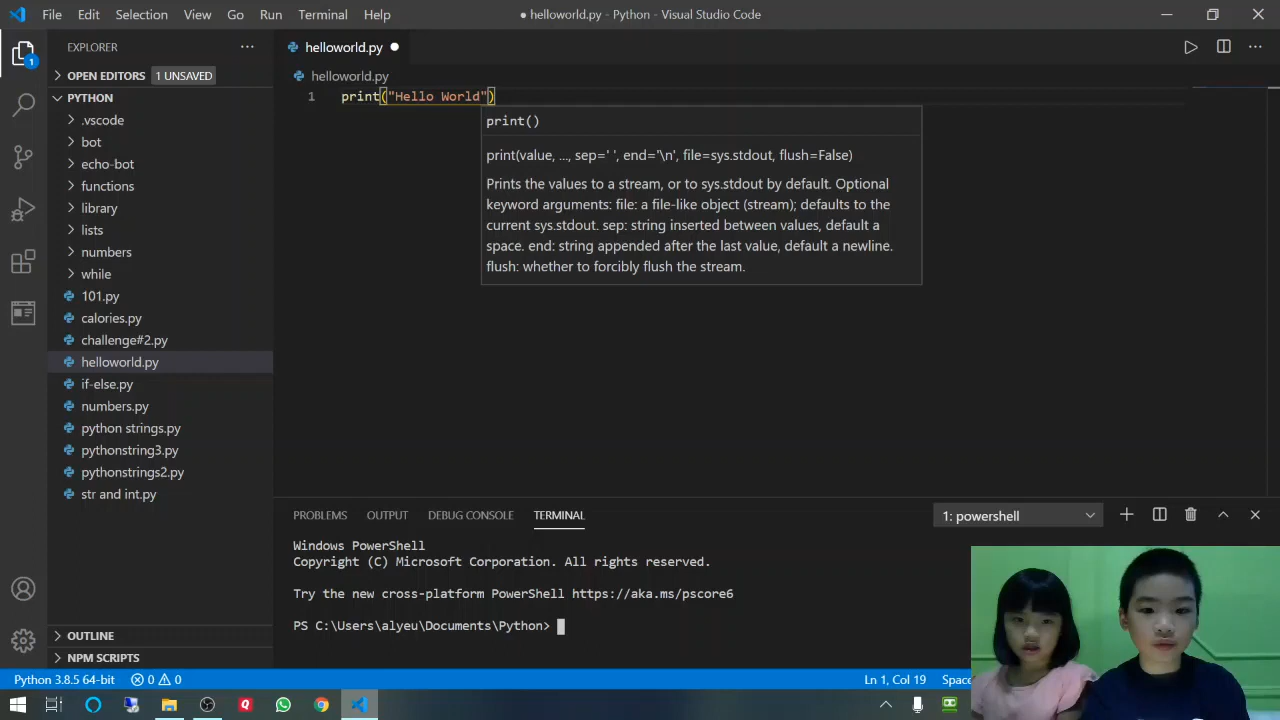 File Edit Selection View Go Run Terminal Help
● helloworld.py - Python - Visual Studio Code
EXPLORER
helloworld.py
OPEN EDITORS 1 UNSAVED
1
helloworld.py
PYTHON
1 print("Hello World")
.vscode
print()
bot
print(value, ..., sep=' ', end='\n', file=sys.stdout, flush=False)
echo-bot
Prints the values to a stream, or to sys.stdout by default. Optional
functions
keyword arguments: file: a file-like object (stream); defaults to the
library
current sys.stdout. sep: string inserted between values, default a
lists
space. end: string appended after the last value, default a newline.
numbers
flush: whether to forcibly flush the stream.
while
101.py
calories.py
challenge#2.py
helloworld.py
if-else.py
numbers.py
python strings.py
pythonstring3.py
pythonstrings2.py
str and int.py
PROBLEMS OUTPUT DEBUG CONSOLE TERMINAL
1: powershell
Windows PowerShell
Copyright (C) Microsoft Corporation. All rights reserved.
Try the new cross-platform PowerShell https://aka.ms/pscore6
PS C:\Users\alyeu\Documents\Python>
OUTLINE
NPM SCRIPTS
Python 3.8.5 64-bit 0 0
Ln 1, Col 19